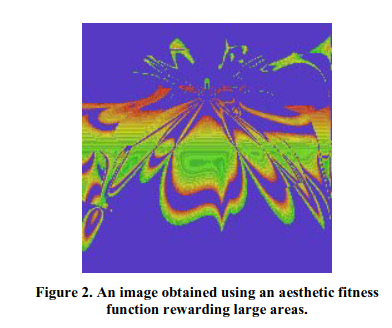 Figure 2. An image obtained using an aesthetic fitness
function rewarding large areas.